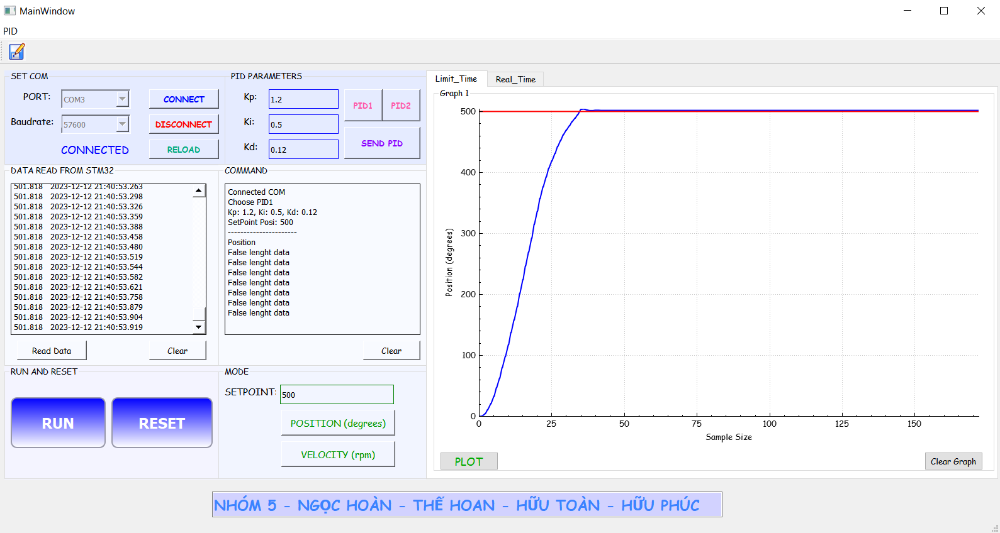 MainWindow
PID
SET COM
PORT:
COM3
CONNECT
Baudrate:
57600
DISCONNECT
CONNECTED
RELOAD
PID PARAMETERS
Kp:
1.2
Ki:
0.5
Kd:
0.12
PID1
PID2
SEND PID
DATA READ FROM STM32
501.818 2023-12-12 21:40:53.263
501.818 2023-12-12 21:40:53.298
501.818 2023-12-12 21:40:53.326
501.818 2023-12-12 21:40:53.359
501.818 2023-12-12 21:40:53.388
501.818 2023-12-12 21:40:53.458
501.818 2023-12-12 21:40:53.480
501.818 2023-12-12 21:40:53.519
501.818 2023-12-12 21:40:53.544
501.818 2023-12-12 21:40:53.582
501.818 2023-12-12 21:40:53.621
501.818 2023-12-12 21:40:53.758
501.818 2023-12-12 21:40:53.879
501.818 2023-12-12 21:40:53.904
501.818 2023-12-12 21:40:53.919
Read Data
Clear
COMMAND
Connected COM
Choose PID1
Kp: 1.2, Ki: 0.5, Kd: 0.12
SetPoint Posi: 500
----------------------
Position
False lenght data
False lenght data
False lenght data
False lenght data
False lenght data
False lenght data
False lenght data
Clear
RUN AND RESET
RUN
RESET
MODE
SETPOINT:
500
POSITION (degrees)
VELOCITY (rpm)
Limit_Time
Real_Time
Graph 1
500
400
300
200
100
0
Position (degrees)
0 25 50 75 100 125 150
Sample Size
PLOT
Clear Graph
NHÓM 5 - NGỌC HOÀN - THẾ HOAN - HỮU TOÀN - HỮU PHÚC